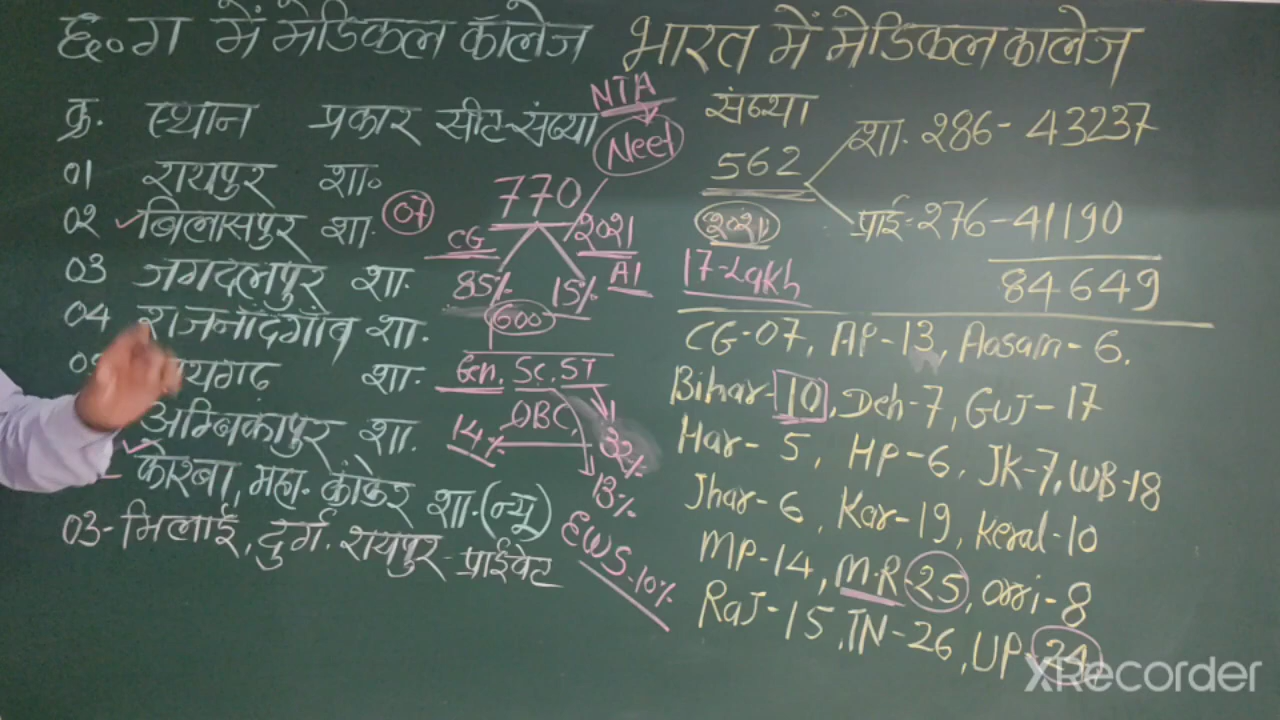 छ०ग में मेडिकल कॉलेज
क्र. स्थान प्रकार सीट-संख्या
01 रायपुर शा०
02 बिलासपुर शा.
03 जगदलपुर शा.
04 राजनांदगाँव शा.
यगढ़ शा.
अम्बिकापुर शा.
कोरबा, महा. कांकेर शा.(न्यू)
03-भिलाई, दुर्ग. रायपुर-प्राईवेट
NTA
Neet
07
770
CG 2021
85% 15% AI
600
Gen. Sc. ST
14% OBC, 32%
13%
EWS-10%
भारत में मेडिकल कालेज
संख्या
562
शा. 286-43237
प्राई-276-41190
2021
17-Lakh
84649
CG-07, AP-13, Aasam-6.
Bihar-10, Deh-7, GUJ-17
Har-5, HP-6, JK-7, WB-18
Jhar-6, Kar-19, Keral-10
MP-14, M.R-25, Orri-8
RaJ-15, TN-26, UP 24
XRecorder